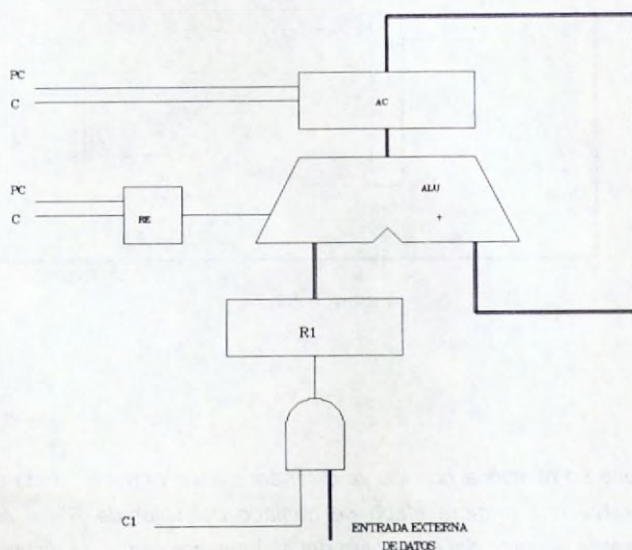 PC
C
AC
PC
C
RE
ALU
+
R1
C1
ENTRADA EXTERNA
DE DATOS